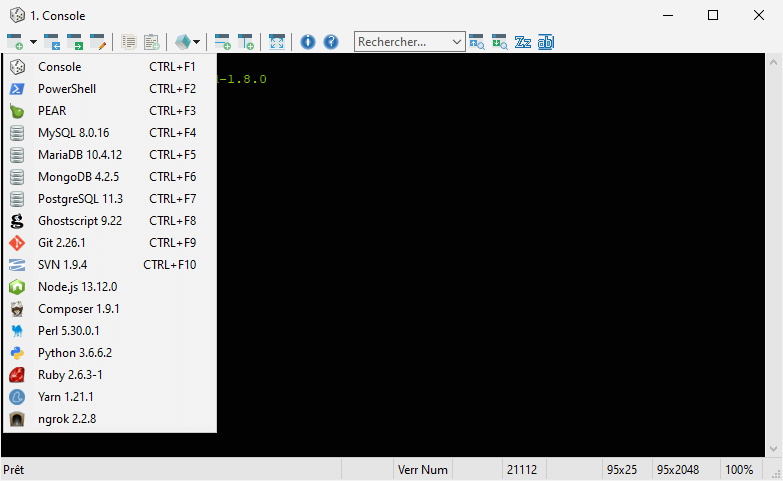 1. Console
Rechercher...
Console CTRL+F1
PowerShell CTRL+F2
-1.8.0
PEAR CTRL+F3
MySQL 8.0.16 CTRL+F4
MariaDB 10.4.12 CTRL+F5
MongoDB 4.2.5 CTRL+F6
PostgreSQL 11.3 CTRL+F7
Ghostscript 9.22 CTRL+F8
Git 2.26.1 CTRL+F9
SVN 1.9.4 CTRL+F10
Node.js 13.12.0
Composer 1.9.1
Perl 5.30.0.1
Python 3.6.6.2
Ruby 2.6.3-1
Yarn 1.21.1
ngrok 2.2.8
Prêt Verr Num 21112 95x25 95x2048 100%